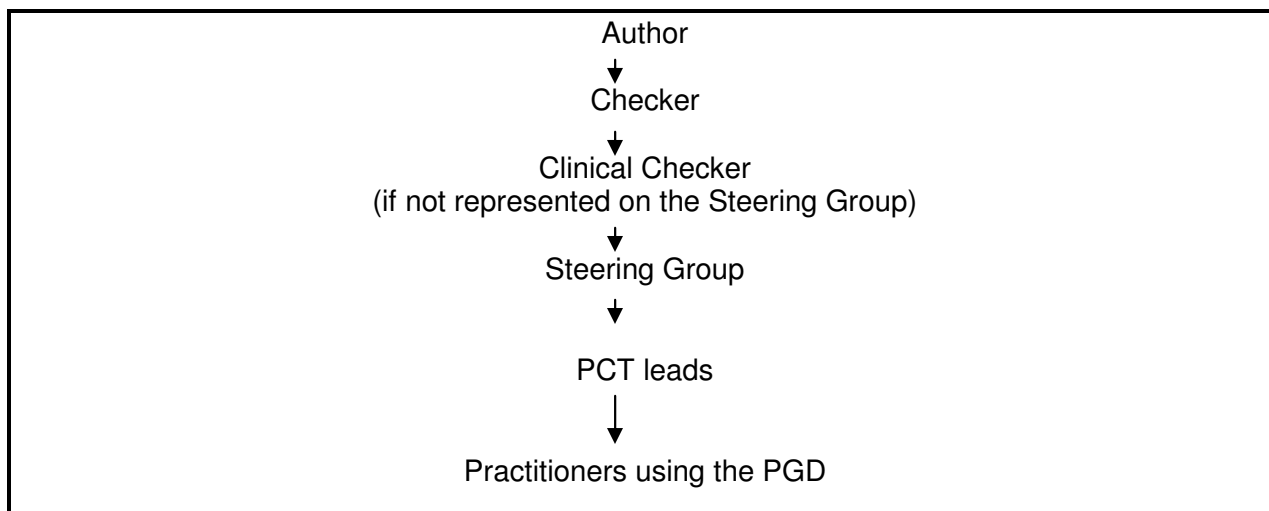 Author
Checker
Clinical Checker
(if not represented on the Steering Group)
Steering Group
PCT leads
Practitioners using the PGD